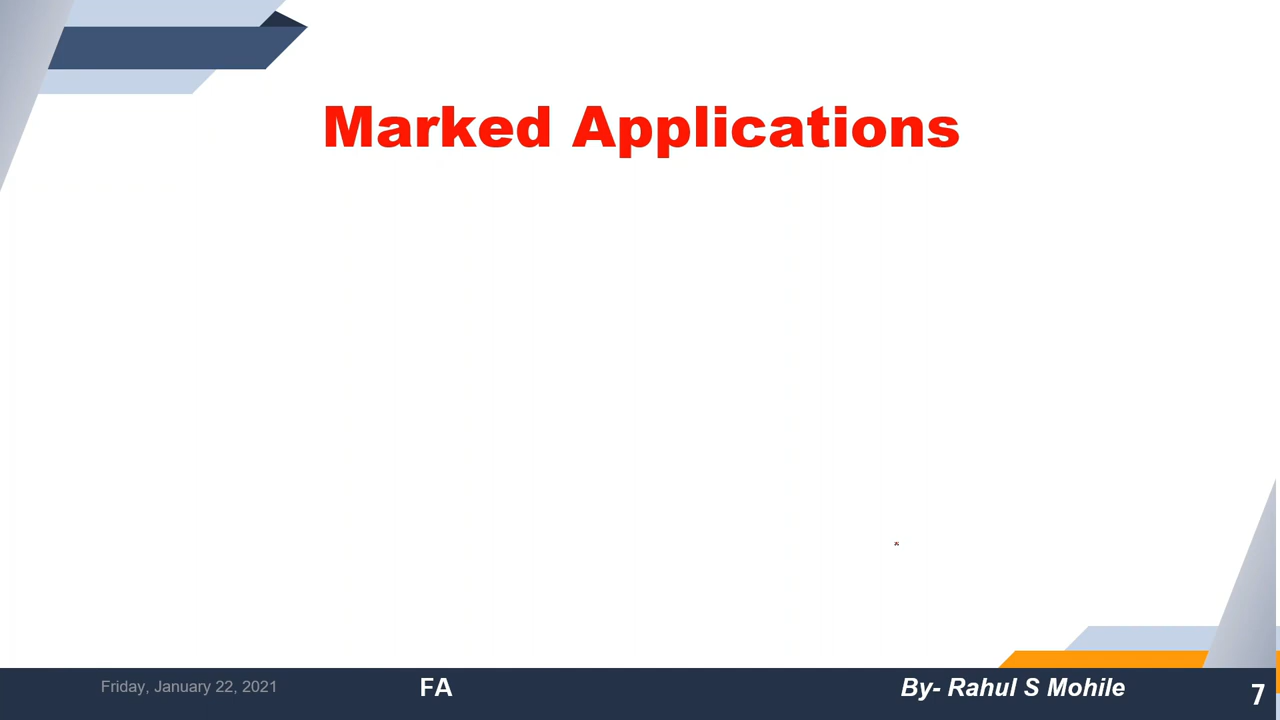 Marked Applications
Friday, January 22, 2021
FA
By- Rahul S Mohile
7